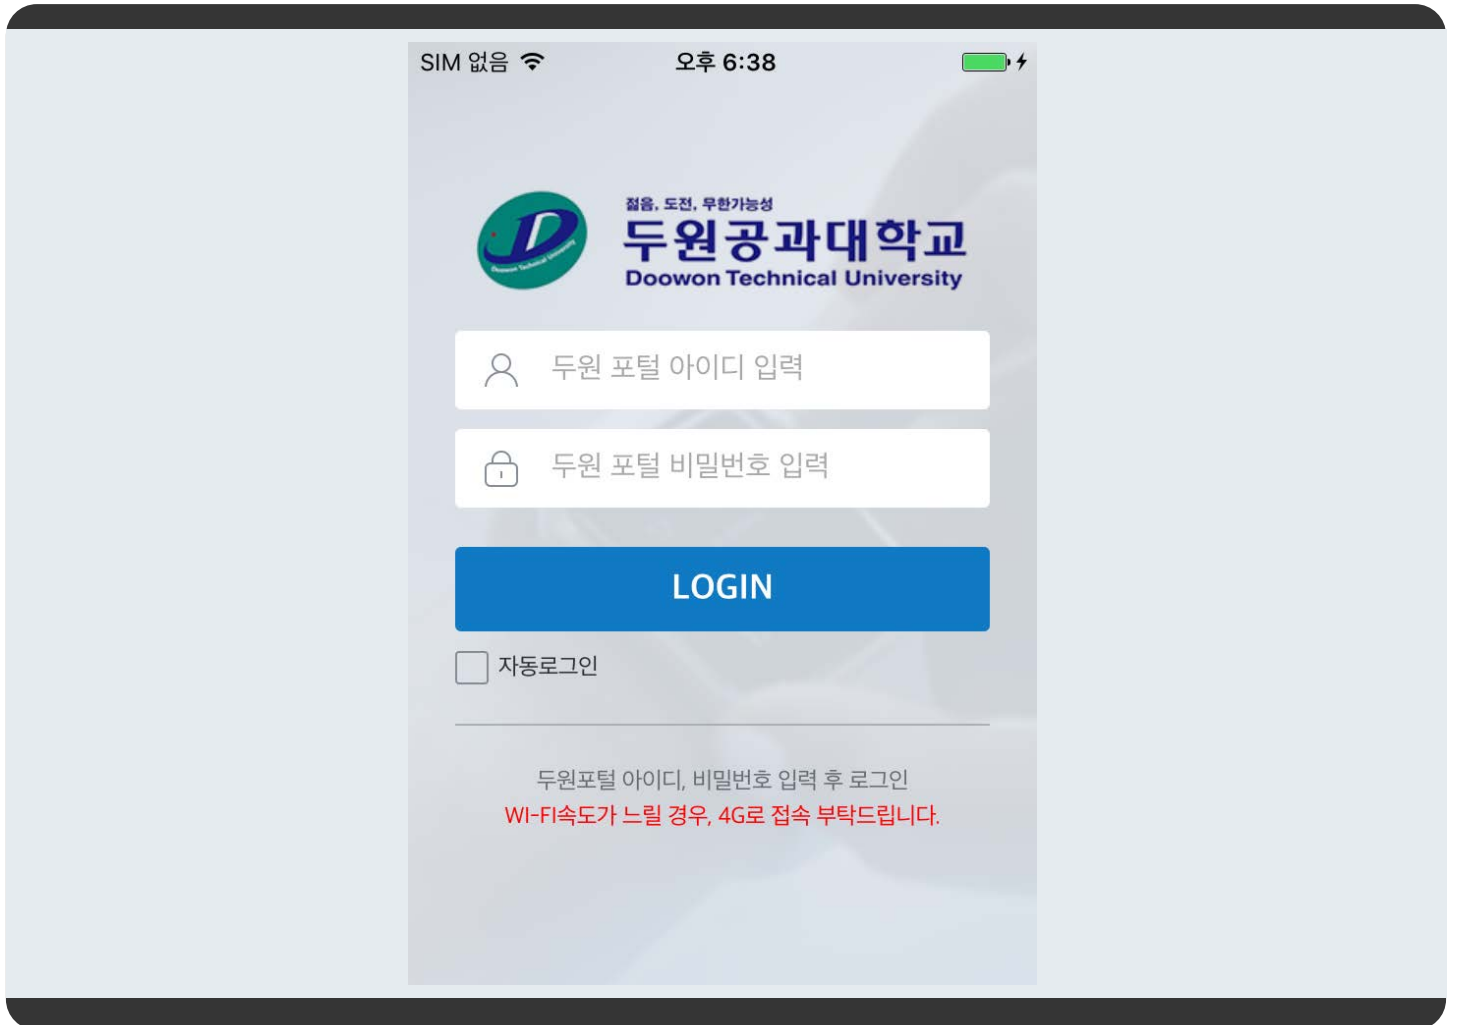 SIM 없음
오후 6:38
젊음, 도전, 무한가능성
두원공과대학교
Doowon Technical University
Doowon Technical University
두원 포털 아이디 입력
두원 포털 비밀번호 입력
LOGIN
자동로그인
두원포털 아이디, 비밀번호 입력 후 로그인
WI-FI속도가 느릴 경우, 4G로 접속 부탁드립니다.